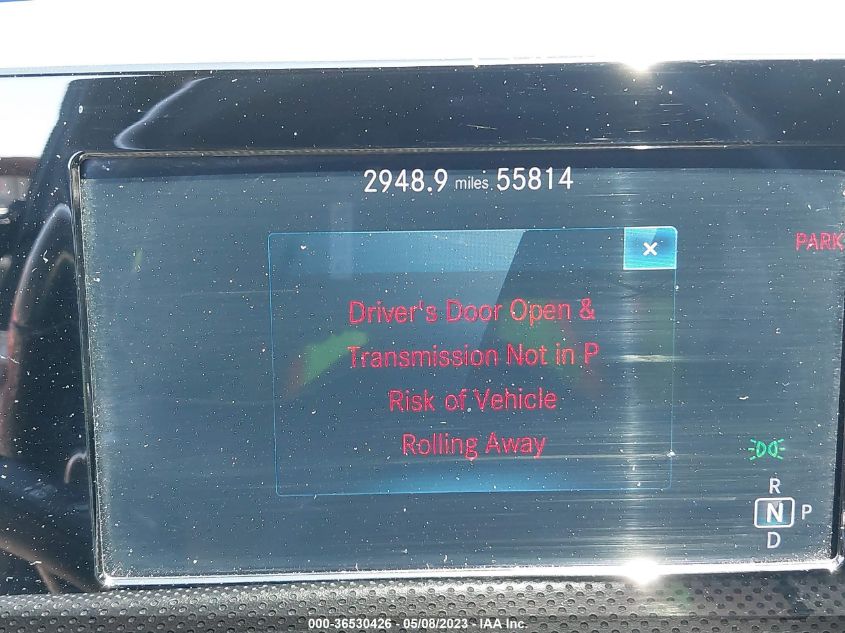 2948.9 miles 55814
×
PARK
Driver's Door Open &
Transmission Not in P
Risk of Vehicle
Rolling Away
R
N P
D
000-36530426 - 05/08/2023 - IAA Inc.